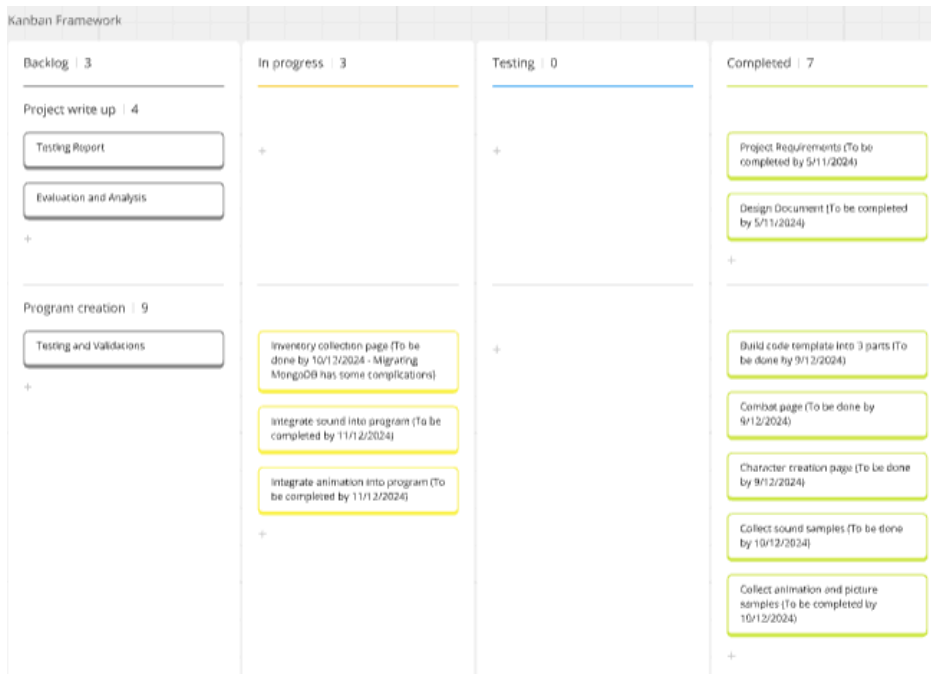 Kanban Framework
Backlog | 3
In progress | 3
Testing | 0
Completed | 7
Project write up | 4
Testing Report
Evaluation and Analysis
+
+
+
Project Requirements (To be
completed by 5/11/2024)
Design Document (To be completed
by 5/11/2024)
+
Program creation | 9
Testing and Validations
+
Inventory collection page (To be
done by 10/12/2024 - Migrating
MongoDB has some complications)
Integrate sound into program (To be
completed by 11/12/2024)
Integrate animation into program (To
be completed by 11/12/2024)
+
+
Build code template into 3 parts (To
be done by 9/12/2024)
Combat page (To be done by
9/12/2024)
Character creation page (To be done
by 9/12/2024)
Collect sound samples (To be done
by 10/12/2024)
Collect animation and picture
samples (To be completed by
10/12/2024)
+